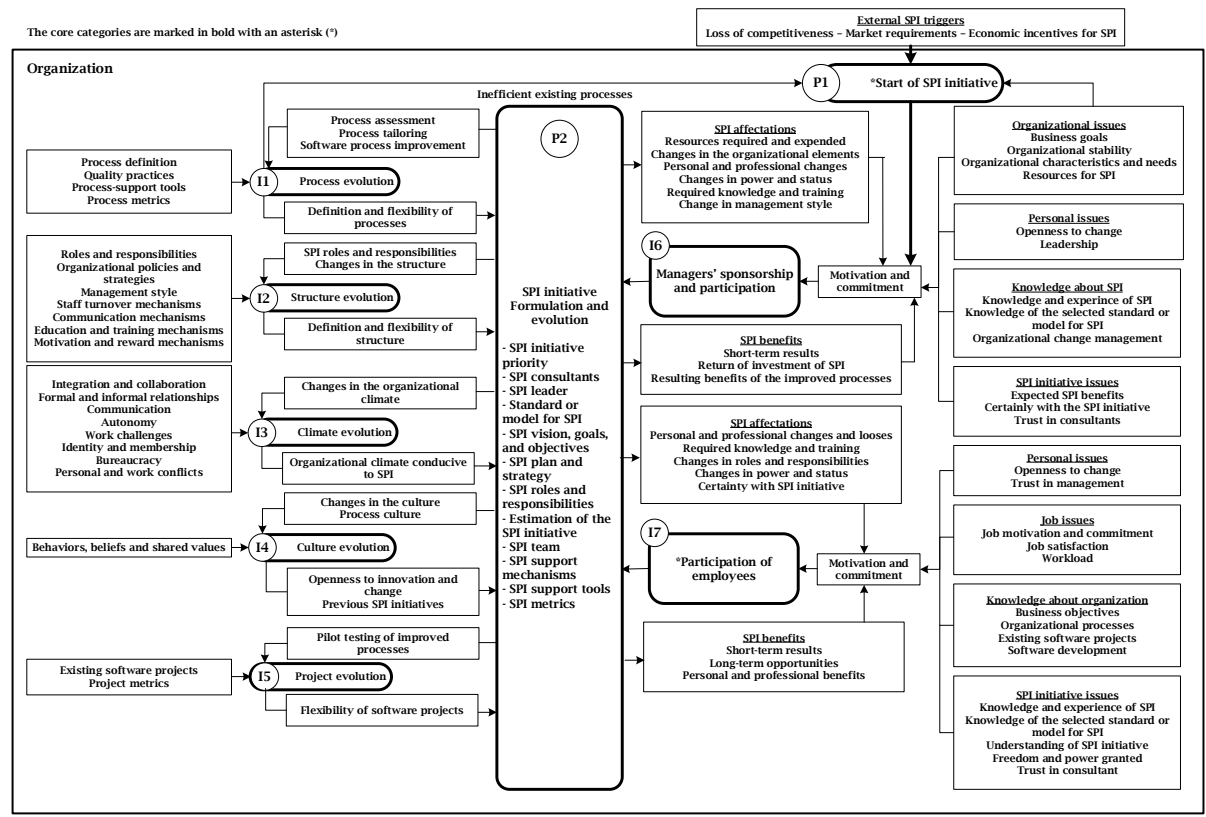 The core categories are marked in bold with an asterisk (*)
External SPI triggers
Loss of competitiveness – Market requirements – Economic incentives for SPI
Organization
P1
*Start of SPI initiative
Inefficient existing processes
Process assessment
Process tailoring
Software process improvement
Process definition
Quality practices
Process-support tools
Process metrics
I1
Process evolution
Definition and flexibility of
processes
Roles and responsibilities
Organizational policies and
strategies
Management style
Staff turnover mechanisms
Communication mechanisms
Education and training mechanisms
Motivation and reward mechanisms
SPI roles and responsibilities
Changes in the structure
I2
Structure evolution
Definition and flexibility of
structure
Integration and collaboration
Formal and informal relationships
Communication
Autonomy
Work challenges
Identity and membership
Bureaucracy
Personal and work conflicts
Changes in the organizational
climate
I3
Climate evolution
Organizational climate conducive
to SPI
Changes in the culture
Process culture
Behaviors, beliefs and shared values
I4
Culture evolution
Openness to innovation and
change
Previous SPI initiatives
Pilot testing of improved
processes
Existing software projects
Project metrics
I5
Project evolution
Flexibility of software projects
P2
SPI initiative
Formulation and
evolution
- SPI initiative
priority
- SPI consultants
- SPI leader
- Standard or
model for SPI
- SPI vision, goals,
and objectives
- SPI plan and
strategy
- SPI roles and
responsibilities
- Estimation of the
SPI initiative
- SPI team
- SPI support
mechanisms
- SPI support tools
- SPI metrics
SPI affectations
Resources required and expended
Changes in the organizational elements
Personal and professional changes
Changes in power and status
Required knowledge and training
Change in management style
I6
Managers' sponsorship
and participation
Motivation and
commitment
SPI benefits
Short-term results
Return of investment of SPI
Resulting benefits of the improved processes
SPI affectations
Personal and professional changes and looses
Required knowledge and training
Changes in roles and responsibilities
Changes in power and status
Certainty with SPI initiative
I7
*Participation of
employees
Motivation and
commitment
SPI benefits
Short-term results
Long-term opportunities
Personal and professional benefits
Organizational issues
Business goals
Organizational stability
Organizational characteristics and needs
Resources for SPI
Personal issues
Openness to change
Leadership
Knowledge about SPI
Knowledge and experince of SPI
Knowledge of the selected standard or
model for SPI
Organizational change management
SPI initiative issues
Expected SPI benefits
Certainly with the SPI initiative
Trust in consultants
Personal issues
Openness to change
Trust in management
Job issues
Job motivation and commitment
Job satisfaction
Workload
Knowledge about organization
Business objectives
Organizational processes
Existing software projects
Software development
SPI initiative issues
Knowledge and experience of SPI
Knowledge of the selected standard or
model for SPI
Understanding of SPI initiative
Freedom and power granted
Trust in consultant